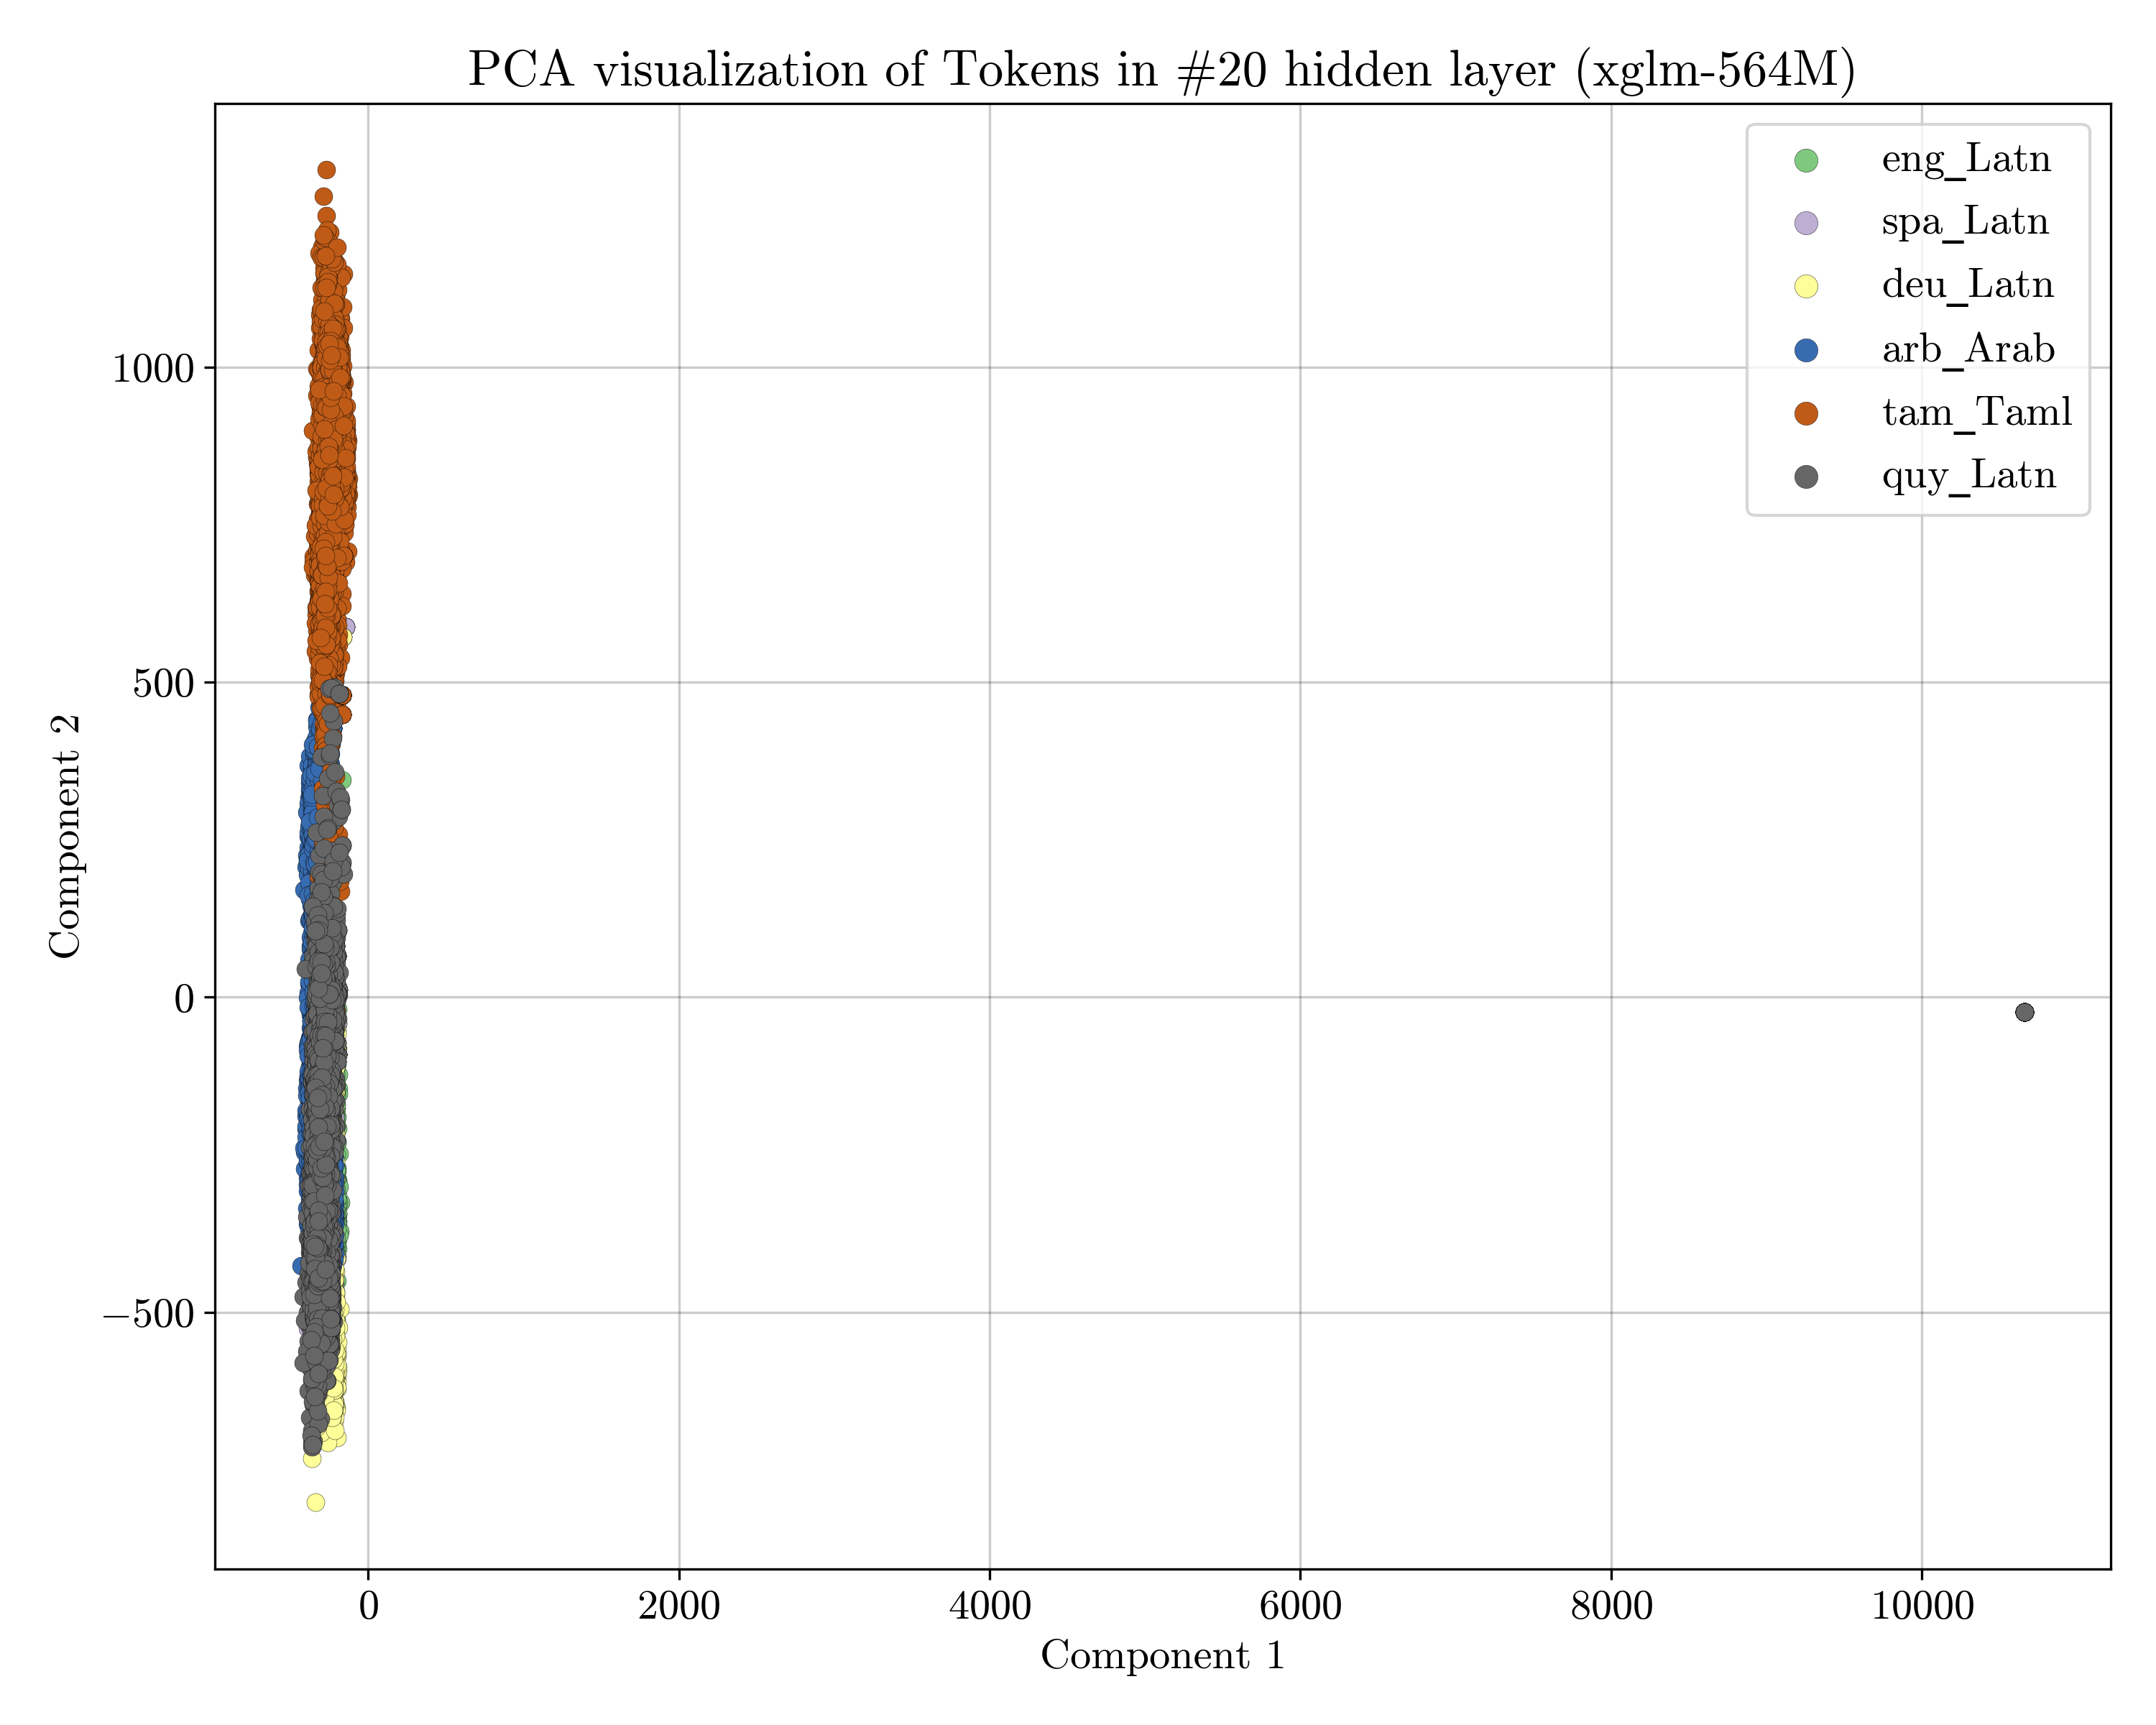 PCA visualization of Tokens in #20 hidden layer (xglm-564M)
eng_Latn
spa_Latn
deu_Latn
arb_Arab
tam_Taml
quy_Latn
1000
500
0
−500
Component 2
0 2000 4000 6000 8000 10000
Component 1